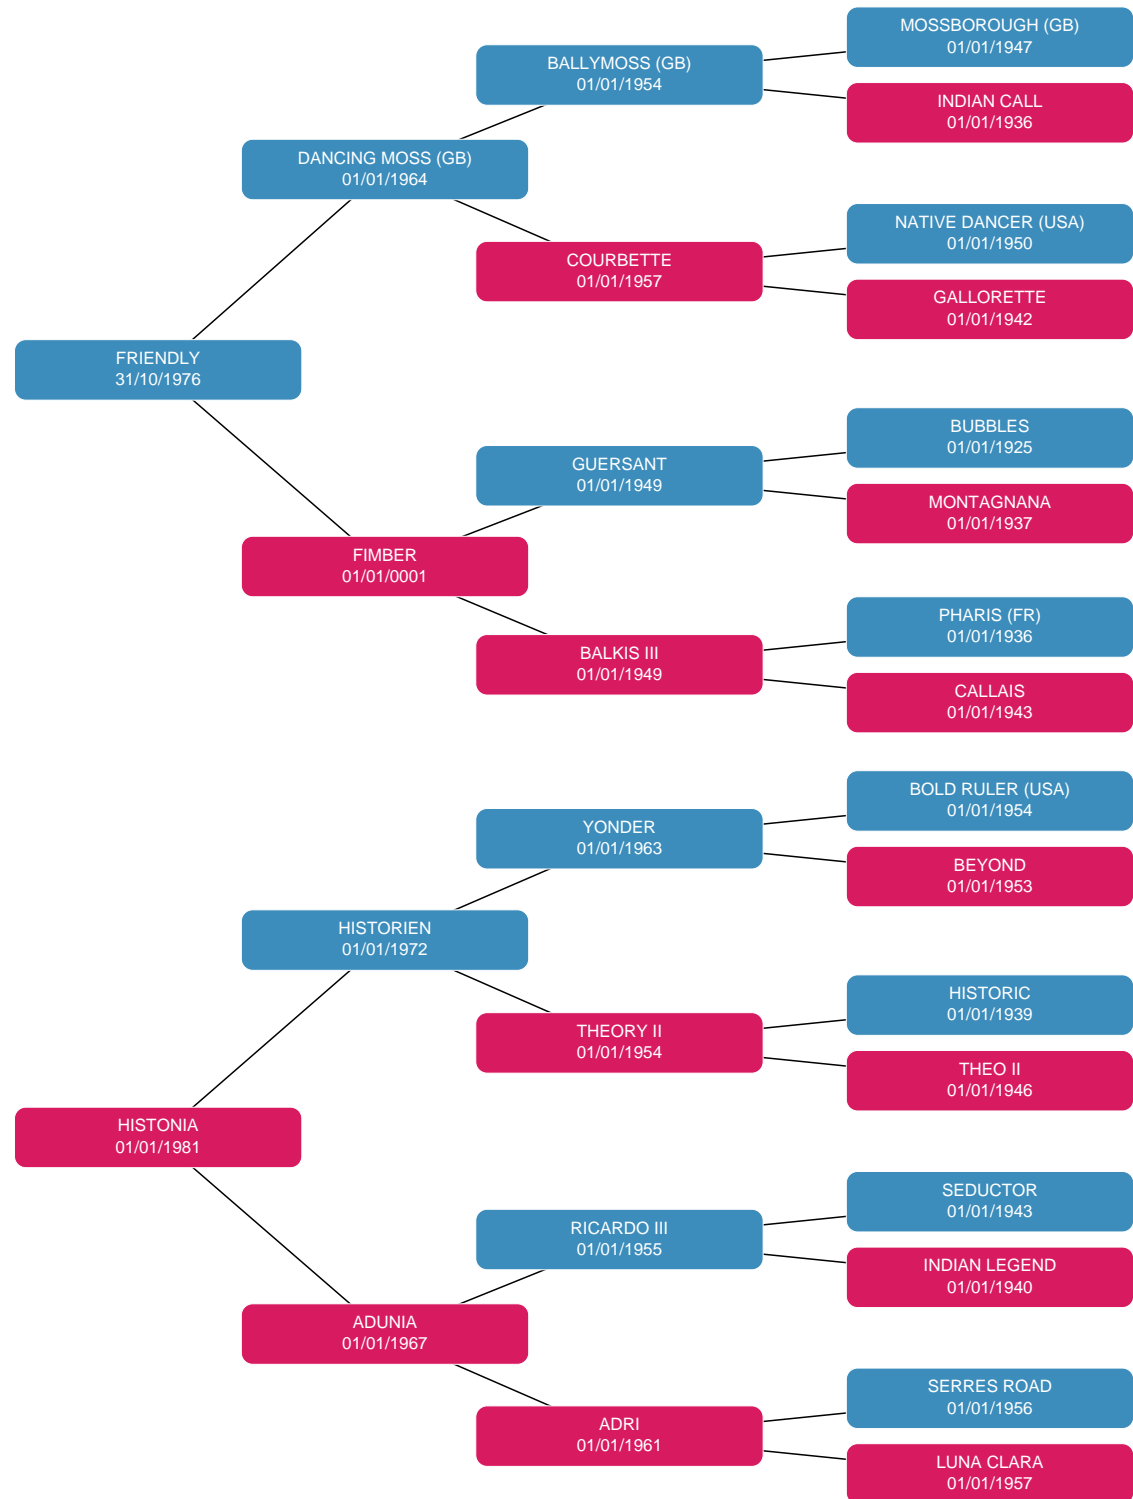 MOSSBOROUGH (GB)
01/01/1947
BALLYMOSS (GB)
01/01/1954
INDIAN CALL
01/01/1936
DANCING MOSS (GB)
01/01/1964
NATIVE DANCER (USA)
01/01/1950
COURBETTE
01/01/1957
GALLORETTE
01/01/1942
FRIENDLY
31/10/1976
BUBBLES
01/01/1925
GUERSANT
01/01/1949
MONTAGNANA
01/01/1937
FIMBER
01/01/0001
PHARIS (FR)
01/01/1936
BALKIS III
01/01/1949
CALLAIS
01/01/1943
BOLD RULER (USA)
01/01/1954
YONDER
01/01/1963
BEYOND
01/01/1953
HISTORIEN
01/01/1972
HISTORIC
01/01/1939
THEORY II
01/01/1954
THEO II
01/01/1946
HISTONIA
01/01/1981
SEDUCTOR
01/01/1943
RICARDO III
01/01/1955
INDIAN LEGEND
01/01/1940
ADUNIA
01/01/1967
SERRES ROAD
01/01/1956
ADRI
01/01/1961
LUNA CLARA
01/01/1957